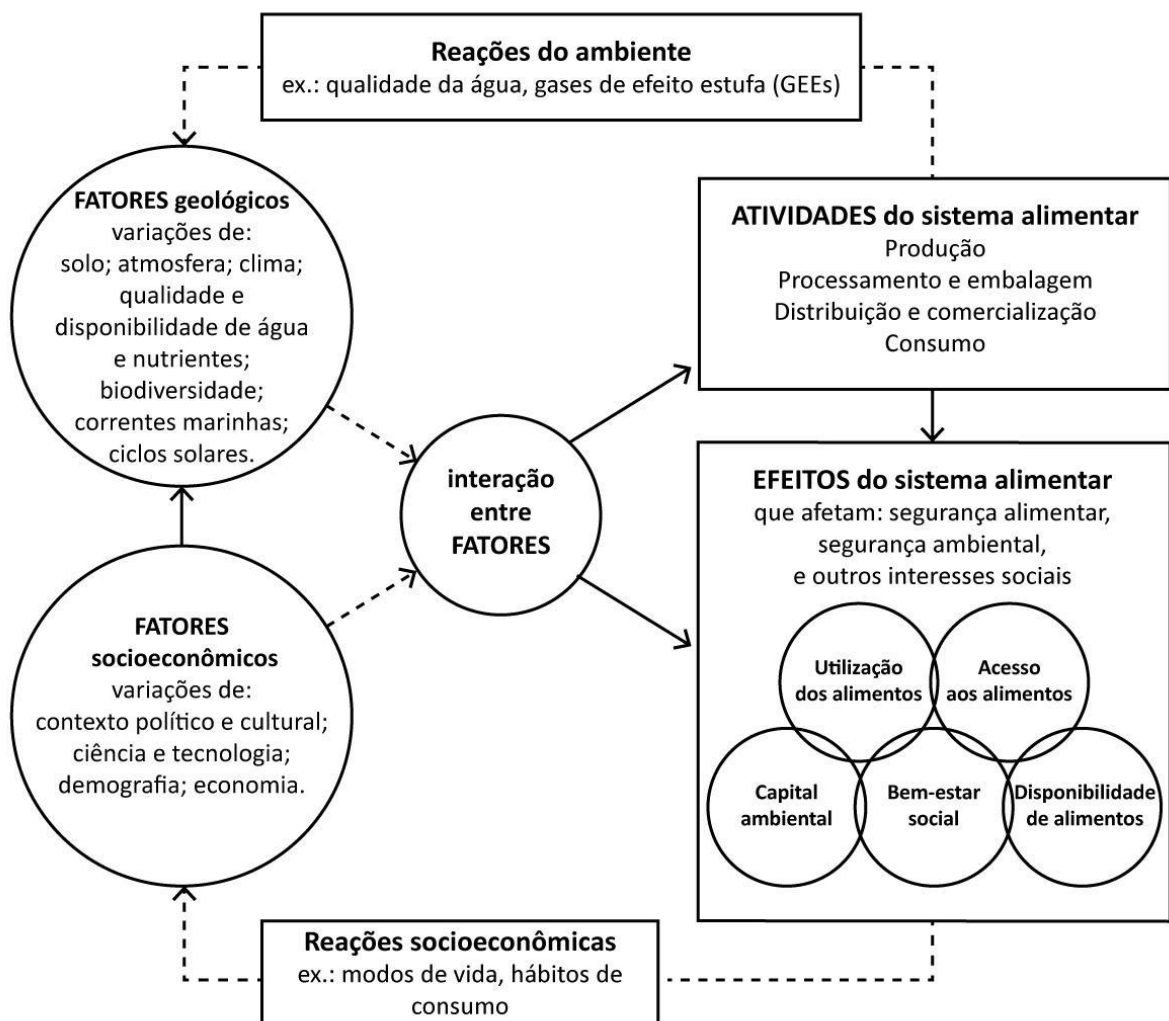 Reações do ambiente
ex.: qualidade da água, gases de efeito estufa (GEEs)
FATORES geológicos
variações de:
solo; atmosfera; clima;
qualidade e
disponibilidade de água
e nutrientes;
biodiversidade;
correntes marinhas;
ciclos solares.
ATIVIDADES do sistema alimentar
Produção
Processamento e embalagem
Distribuição e comercialização
Consumo
interação
entre
FATORES
EFEITOS do sistema alimentar
que afetam: segurança alimentar,
segurança ambiental,
e outros interesses sociais
Utilização
dos alimentos
Acesso
aos alimentos
Capital
ambiental
Bem-estar
social
Disponibilidade
de alimentos
FATORES
socioeconômicos
variações de:
contexto político e cultural;
ciência e tecnologia;
demografia; economia.
Reações socioeconômicas
ex.: modos de vida, hábitos de
consumo